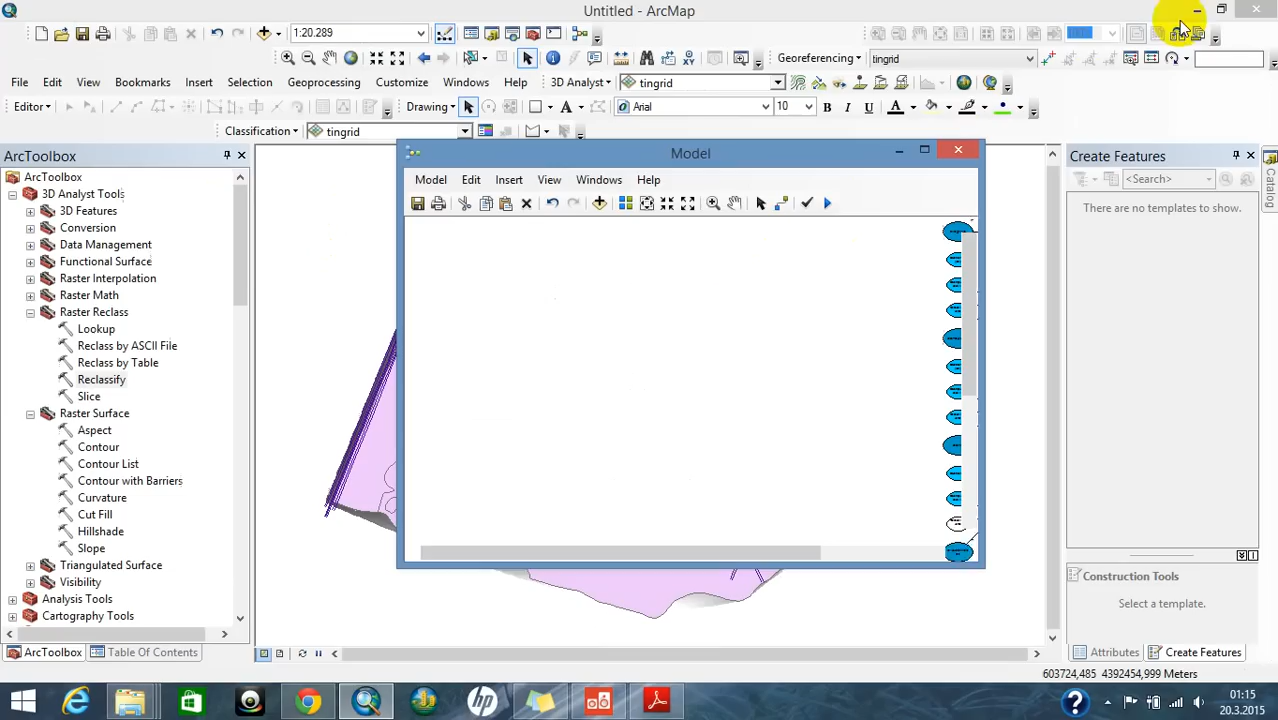 Untitled - ArcMap
1:20.289
Georeferencing
tingrid
File Edit View Bookmarks Insert Selection Geoprocessing Customize Windows Help 3D Analyst tingrid
Editor Drawing A Arial 10 B I U A
Classification tingrid
ArcToolbox
ArcToolbox
3D Analyst Tools
3D Features
Conversion
Data Management
Functional Surface
Raster Interpolation
Raster Math
Raster Reclass
Lookup
Reclass by ASCII File
Reclass by Table
Reclassify
Slice
Raster Surface
Aspect
Contour
Contour List
Contour with Barriers
Curvature
Cut Fill
Hillshade
Slope
Triangulated Surface
Visibility
Analysis Tools
Cartography Tools
ArcToolbox Table Of Contents
Model
Model Edit Insert View Windows Help
Create Features
<Search>
There are no templates to show.
Catalog
Construction Tools
Select a template.
Attributes Create Features
603724,485 4392454,999 Meters
hp
01:15
20.3.2015